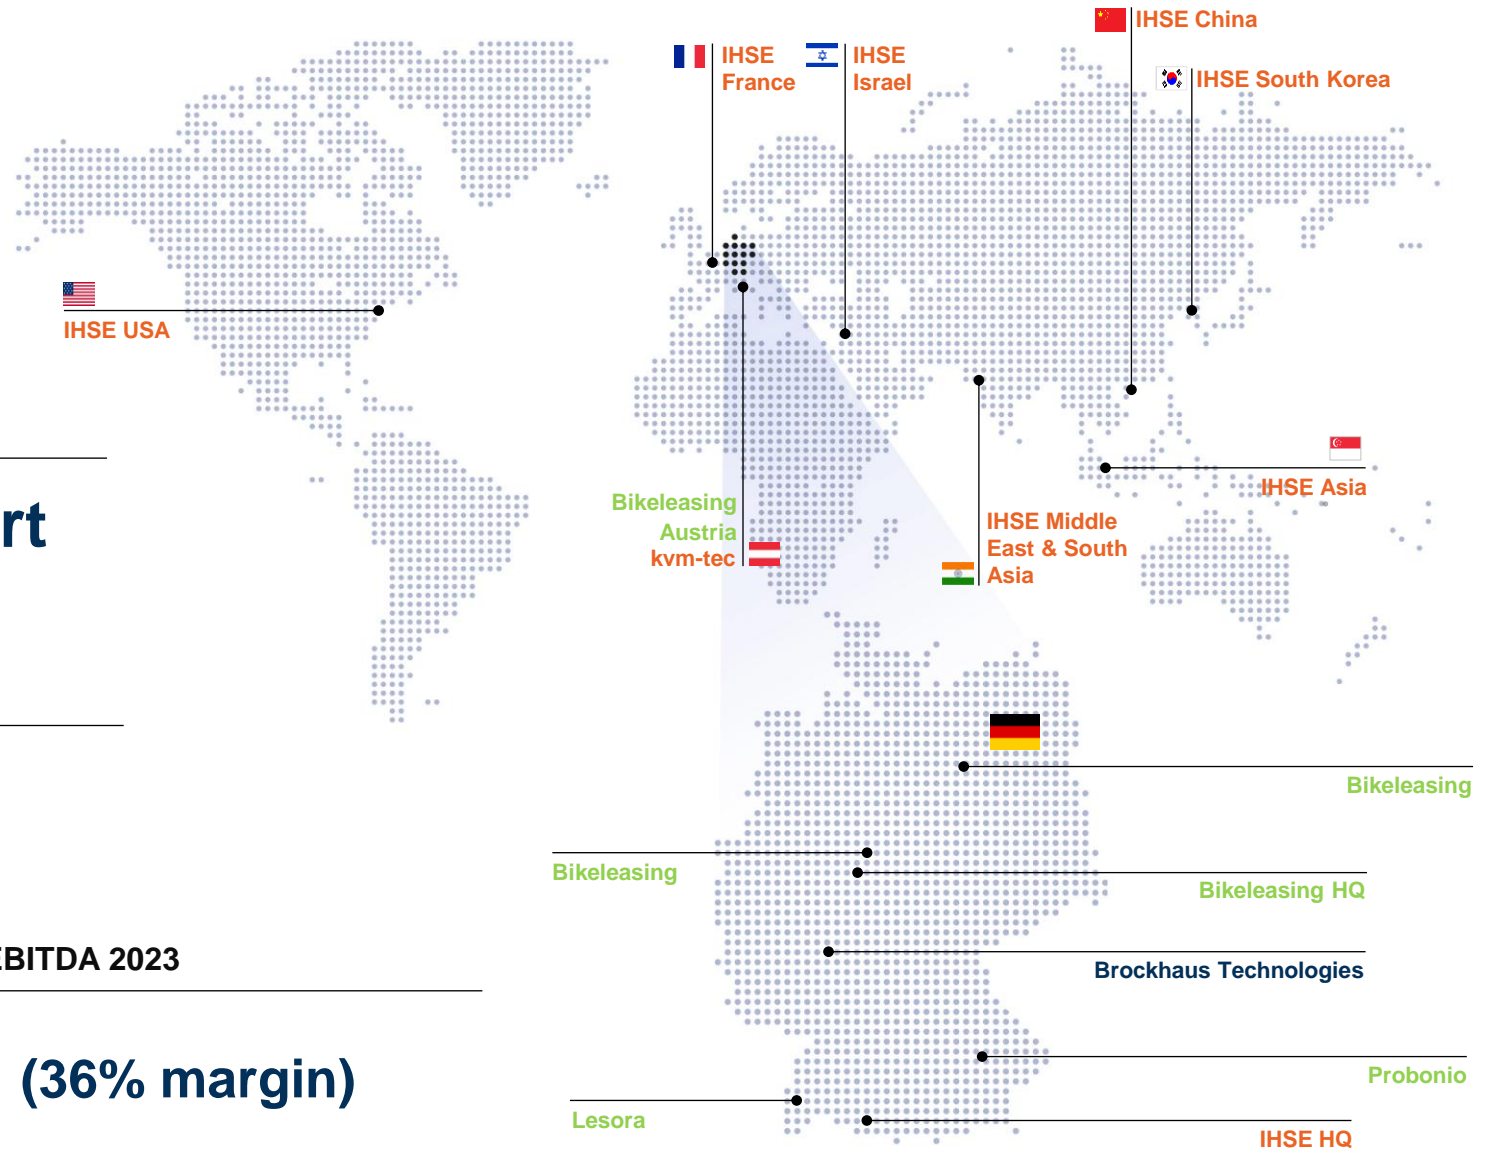 IHSE China
IHSE
France
IHSE
Israel
IHSE South Korea
IHSE USA
IHSE Asia
rt
Bikeleasing
Austria
kvm-tec
IHSE Middle
East & South
Asia
Bikeleasing
Bikeleasing
Bikeleasing HQ
EBITDA 2023
Brockhaus Technologies
(36% margin)
Probonio
Lesora
IHSE HQ